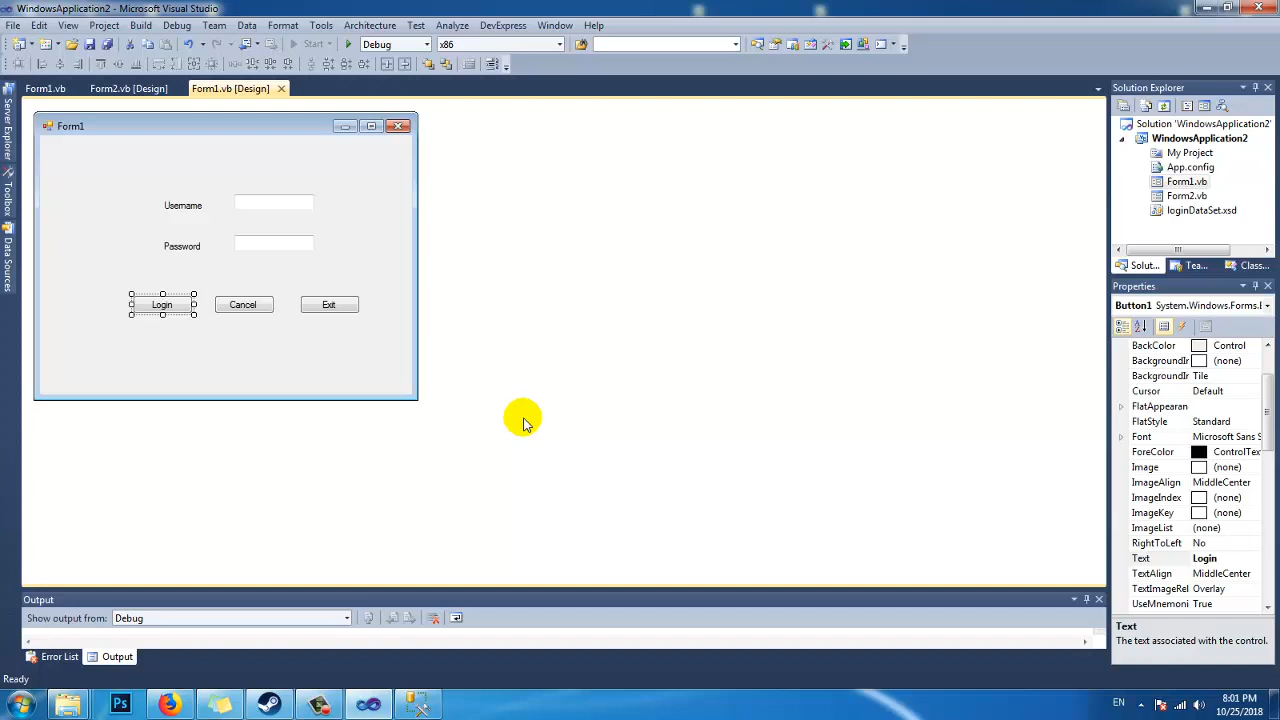 WindowsApplication2 - Microsoft Visual Studio
File Edit View Project Build Debug Team Data Format Tools Architecture Test Analyze DevExpress Window Help
Start Debug x86
Form1.vb Form2.vb [Design] Form1.vb [Design]
Server Explorer
Toolbox
Data Sources
Form1
Username
Password
Login Cancel Exit
Solution Explorer
Solution 'WindowsApplication2'
WindowsApplication2
My Project
App.config
Form1.vb
Form2.vb
loginDataSet.xsd
Solut... Tea... Class...
Properties
Button1 System.Windows.Forms.
BackColor Control
BackgroundIr (none)
BackgroundIr Tile
Cursor Default
FlatAppearan
FlatStyle Standard
Font Microsoft Sans S
ForeColor ControlTex
Image (none)
ImageAlign MiddleCenter
ImageIndex (none)
ImageKey (none)
ImageList (none)
RightToLeft No
Text Login
TextAlign MiddleCenter
TextImageRel Overlay
UseMnemoni True
Text
The text associated with the control.
Output
Show output from: Debug
Error List Output
Ready
Ps
EN
8:01 PM
10/25/2018